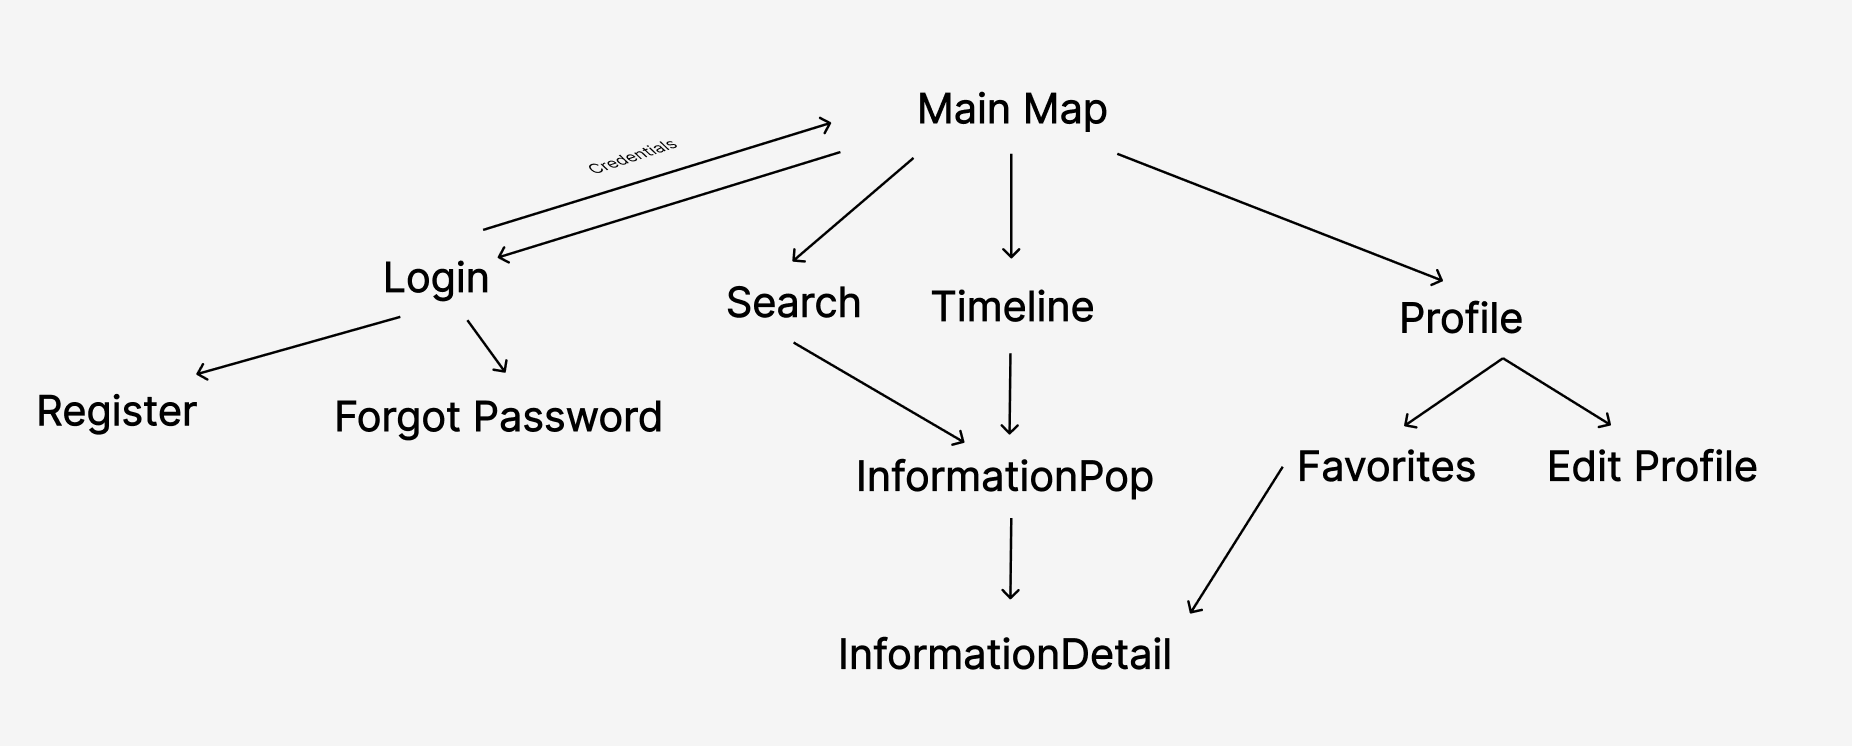 Main Map
Credentials
Login
Search
Timeline
Profile
Register
Forgot Password
InformationPop
Favorites
Edit Profile
InformationDetail